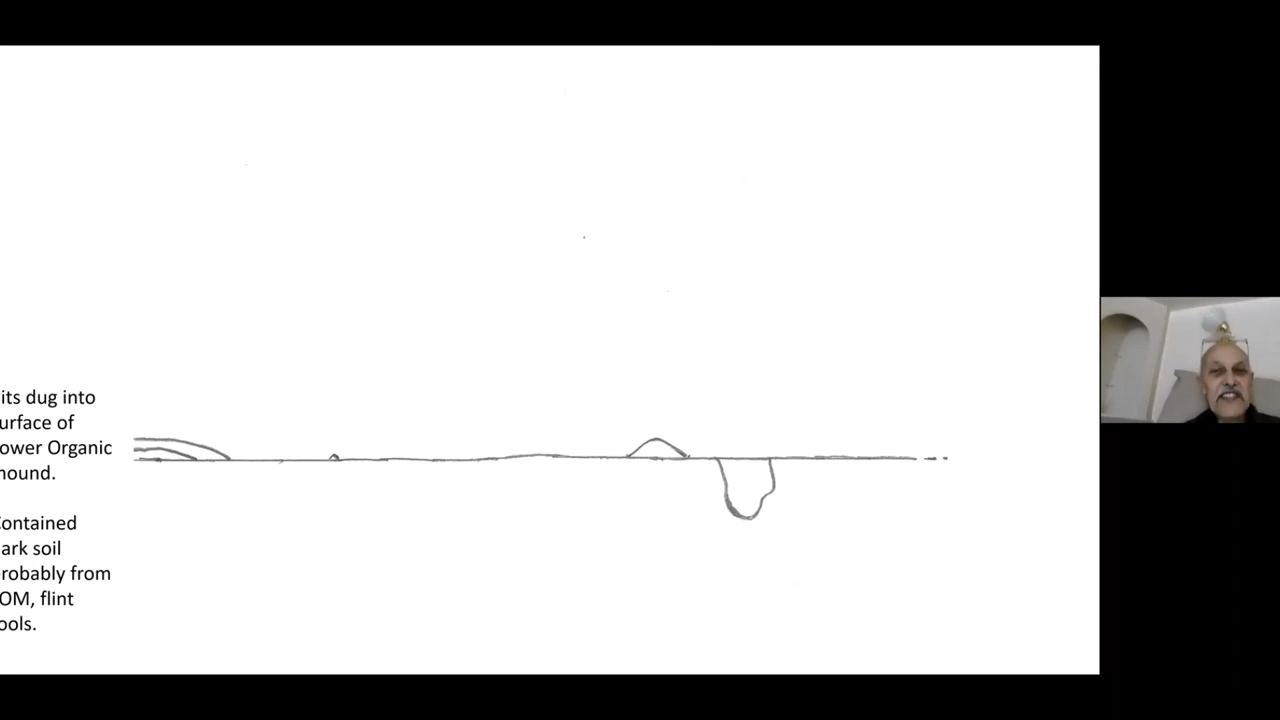 its dug into
urface of
ower Organic
ound.
ontained
ark soil
robably from
OM, flint
ools.